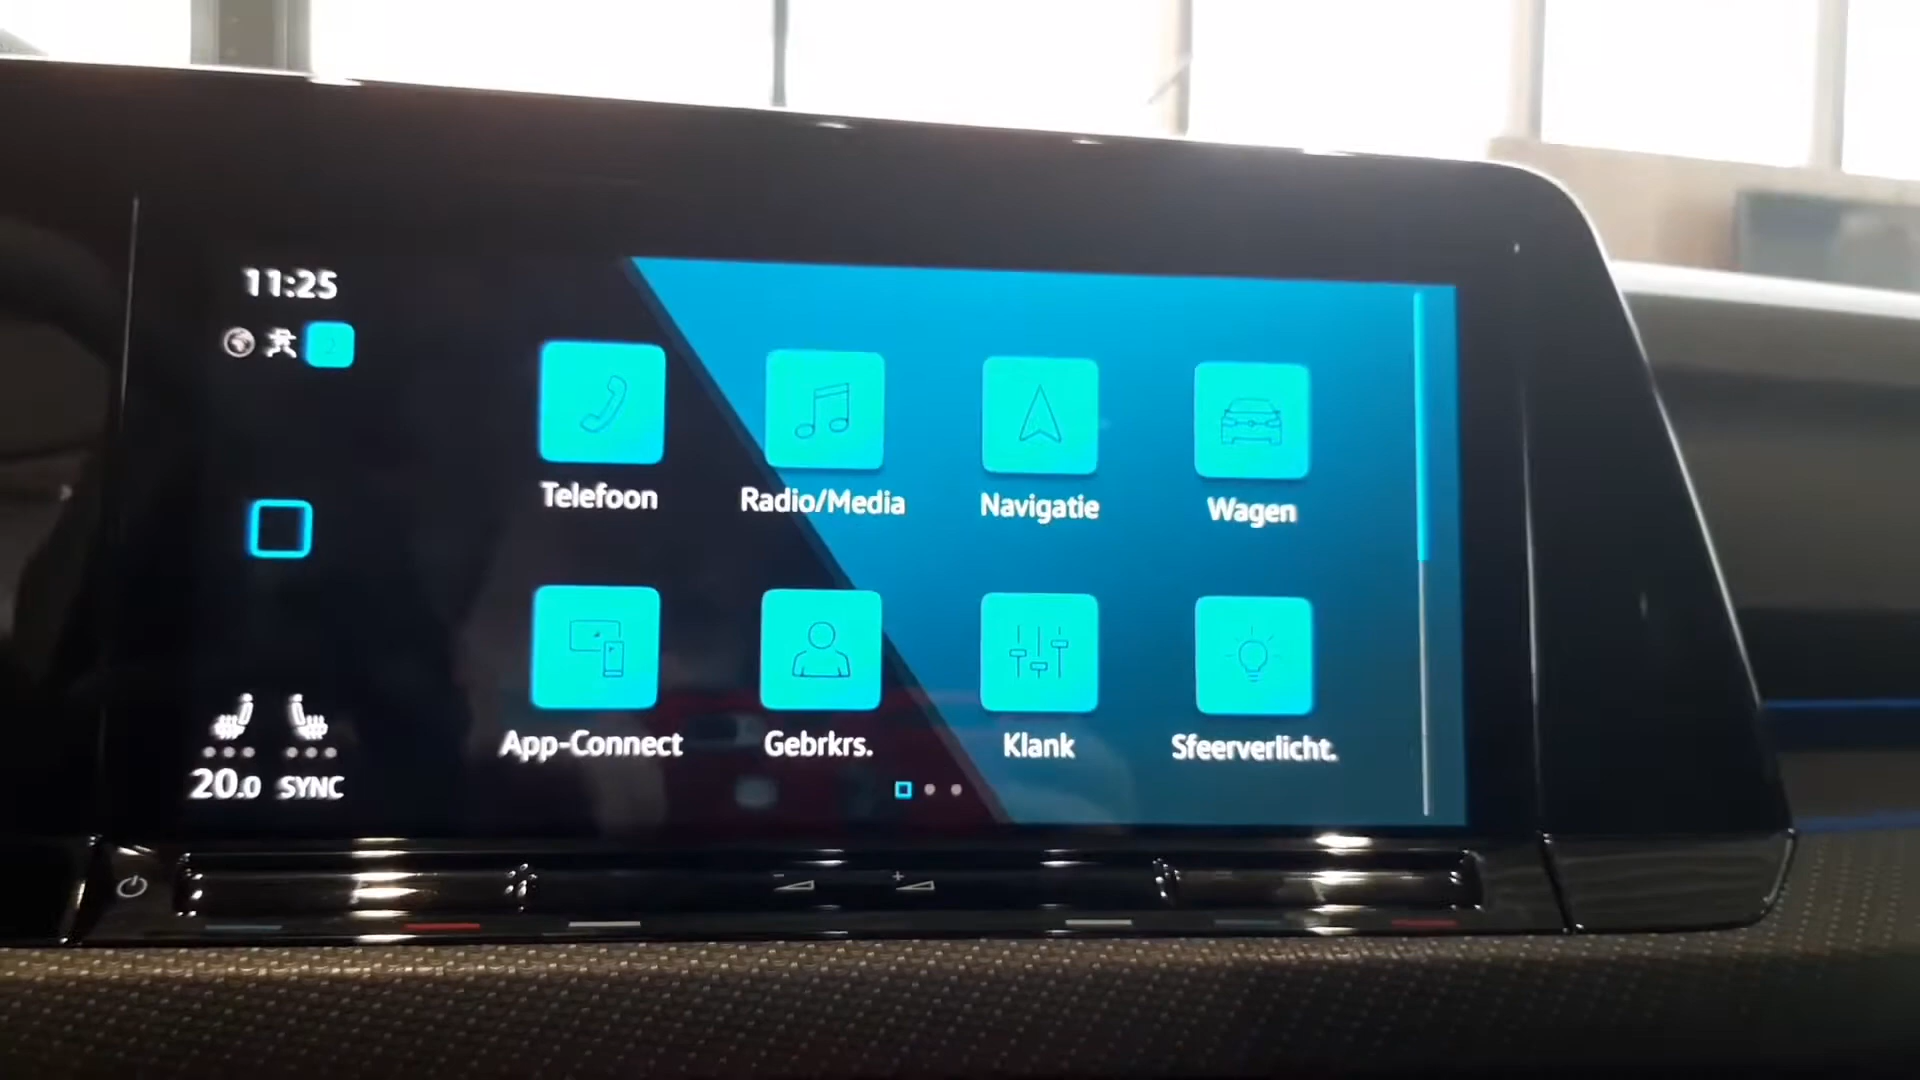 11:25
Telefoon
Radio/Media
Navigatie
Wagen
App-Connect
Gebrkrs.
Klank
Sfeerverlicht.
20.0 SYNC
- +